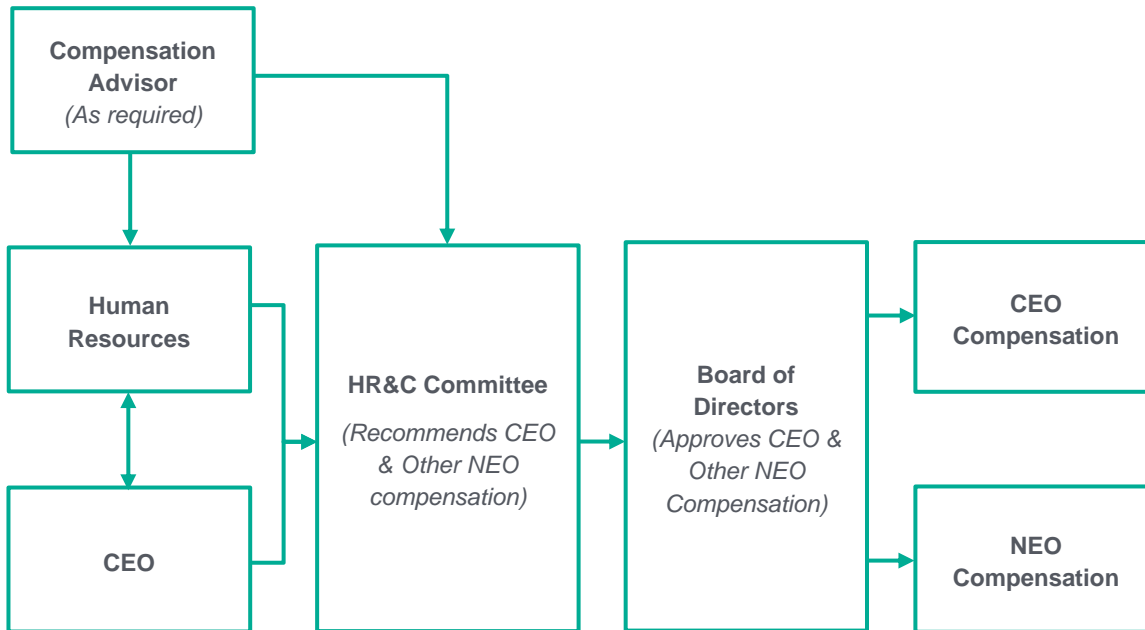 Compensation
Advisor
(As required)
Human
Resources
CEO
HR&C Committee
(Recommends CEO
& Other NEO
compensation)
Board of
Directors
(Approves CEO &
Other NEO
Compensation)
CEO
Compensation
NEO
Compensation